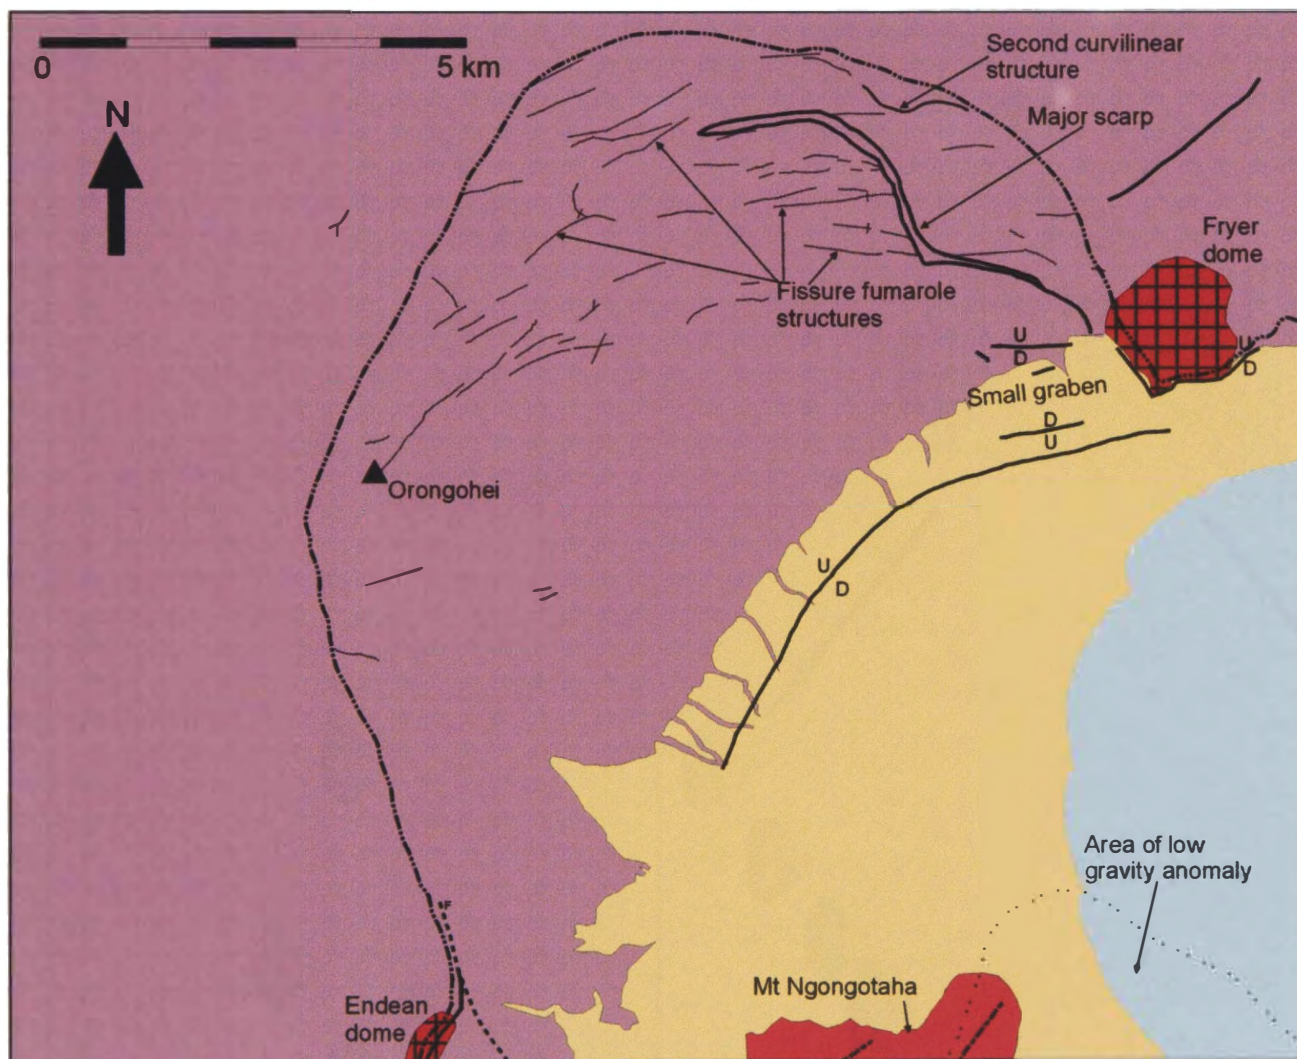 Second curvilinear
structure
0
5 km
N
Major scarp
Fryer
dome
Fissure fumarole
structures
U
D
U
D
Small graben
D
U
Orongohei
U
D
Area of low
gravity anomaly
F
Mt Ngongotaha
Endean
dome